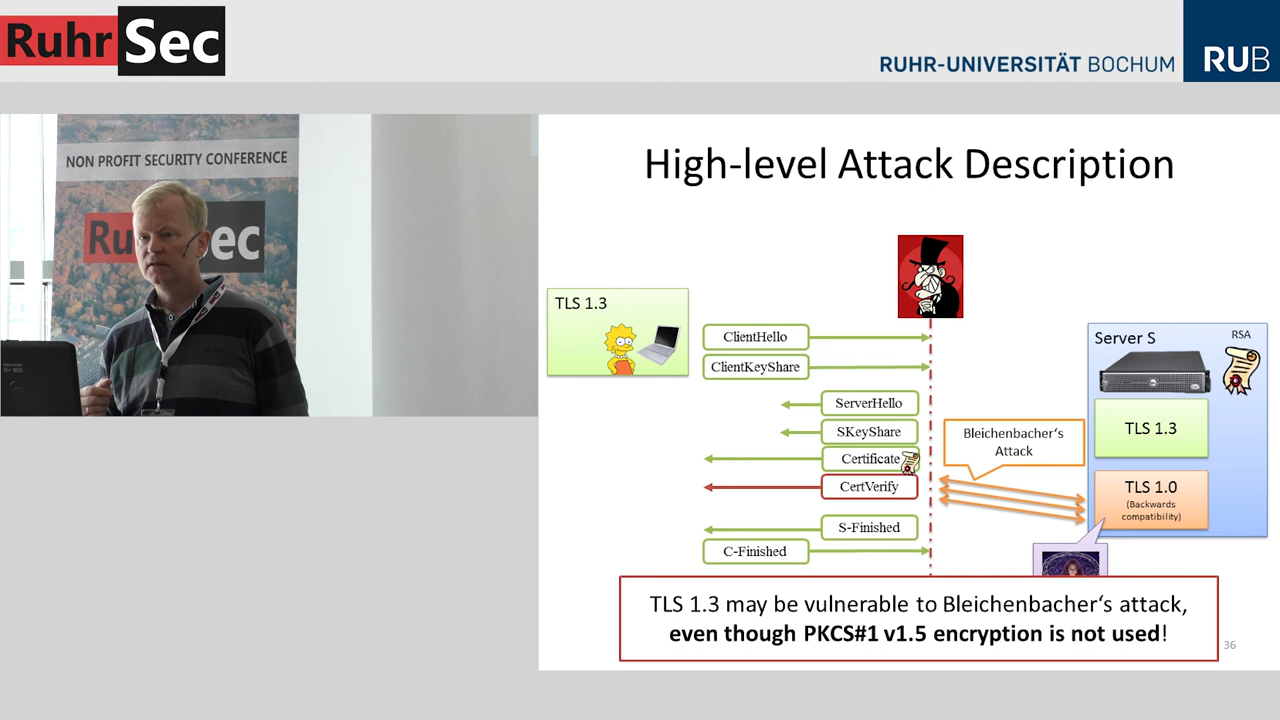 RuhrSec
RUHR-UNIVERSITÄT BOCHUM
RUB
NON PROFIT SECURITY CONFERENCE
Ru ec
High-level Attack Description
TLS 1.3
ClientHello
ClientKeyShare
ServerHello
SKeyShare
Certificate
CertVerify
S-Finished
C-Finished
Bleichenbacher‘s
Attack
Server S
RSA
TLS 1.3
TLS 1.0
(Backwards
compatibility)
TLS 1.3 may be vulnerable to Bleichenbacher‘s attack,
even though PKCS#1 v1.5 encryption is not used!
36